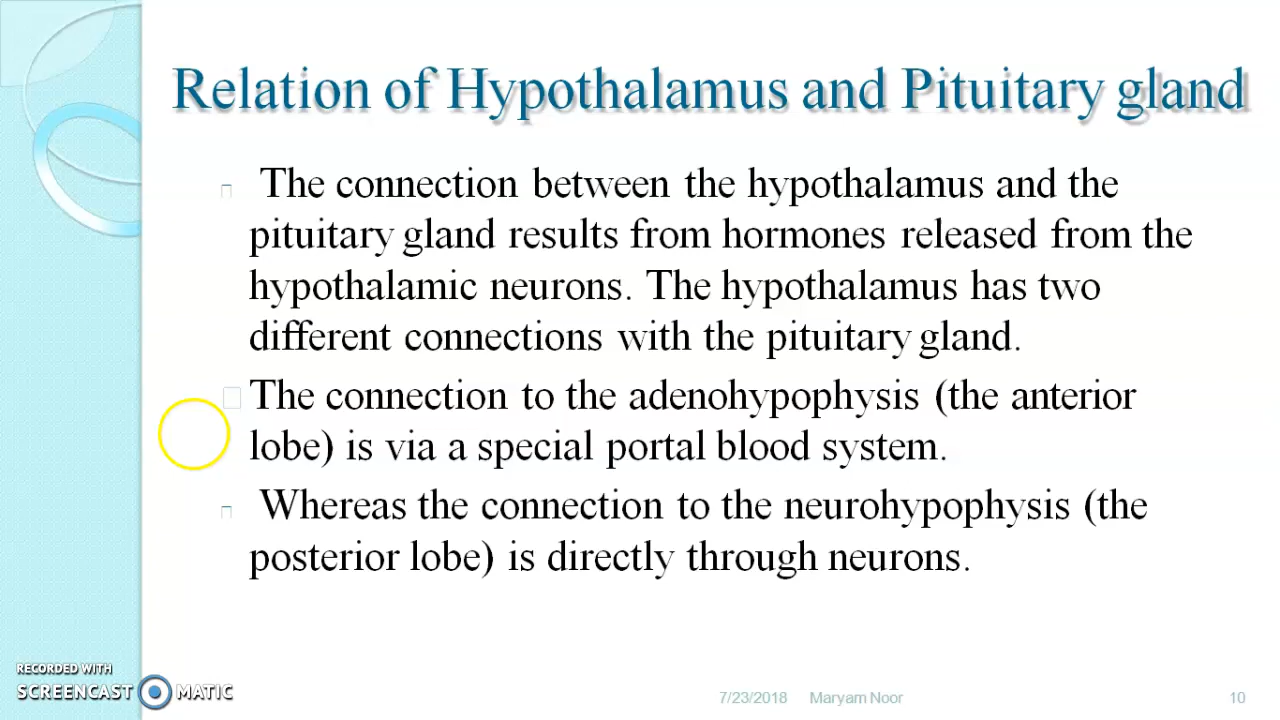 Relation of Hypothalamus and Pituitary gland
The connection between the hypothalamus and the
pituitary gland results from hormones released from the
hypothalamic neurons. The hypothalamus has two
different connections with the pituitary gland.
The connection to the adenohypophysis (the anterior
lobe) is via a special portal blood system.
Whereas the connection to the neurohypophysis (the
posterior lobe) is directly through neurons.
RECORDED WITH
SCREENCAST MATIC
7/23/2018 Maryam Noor 10